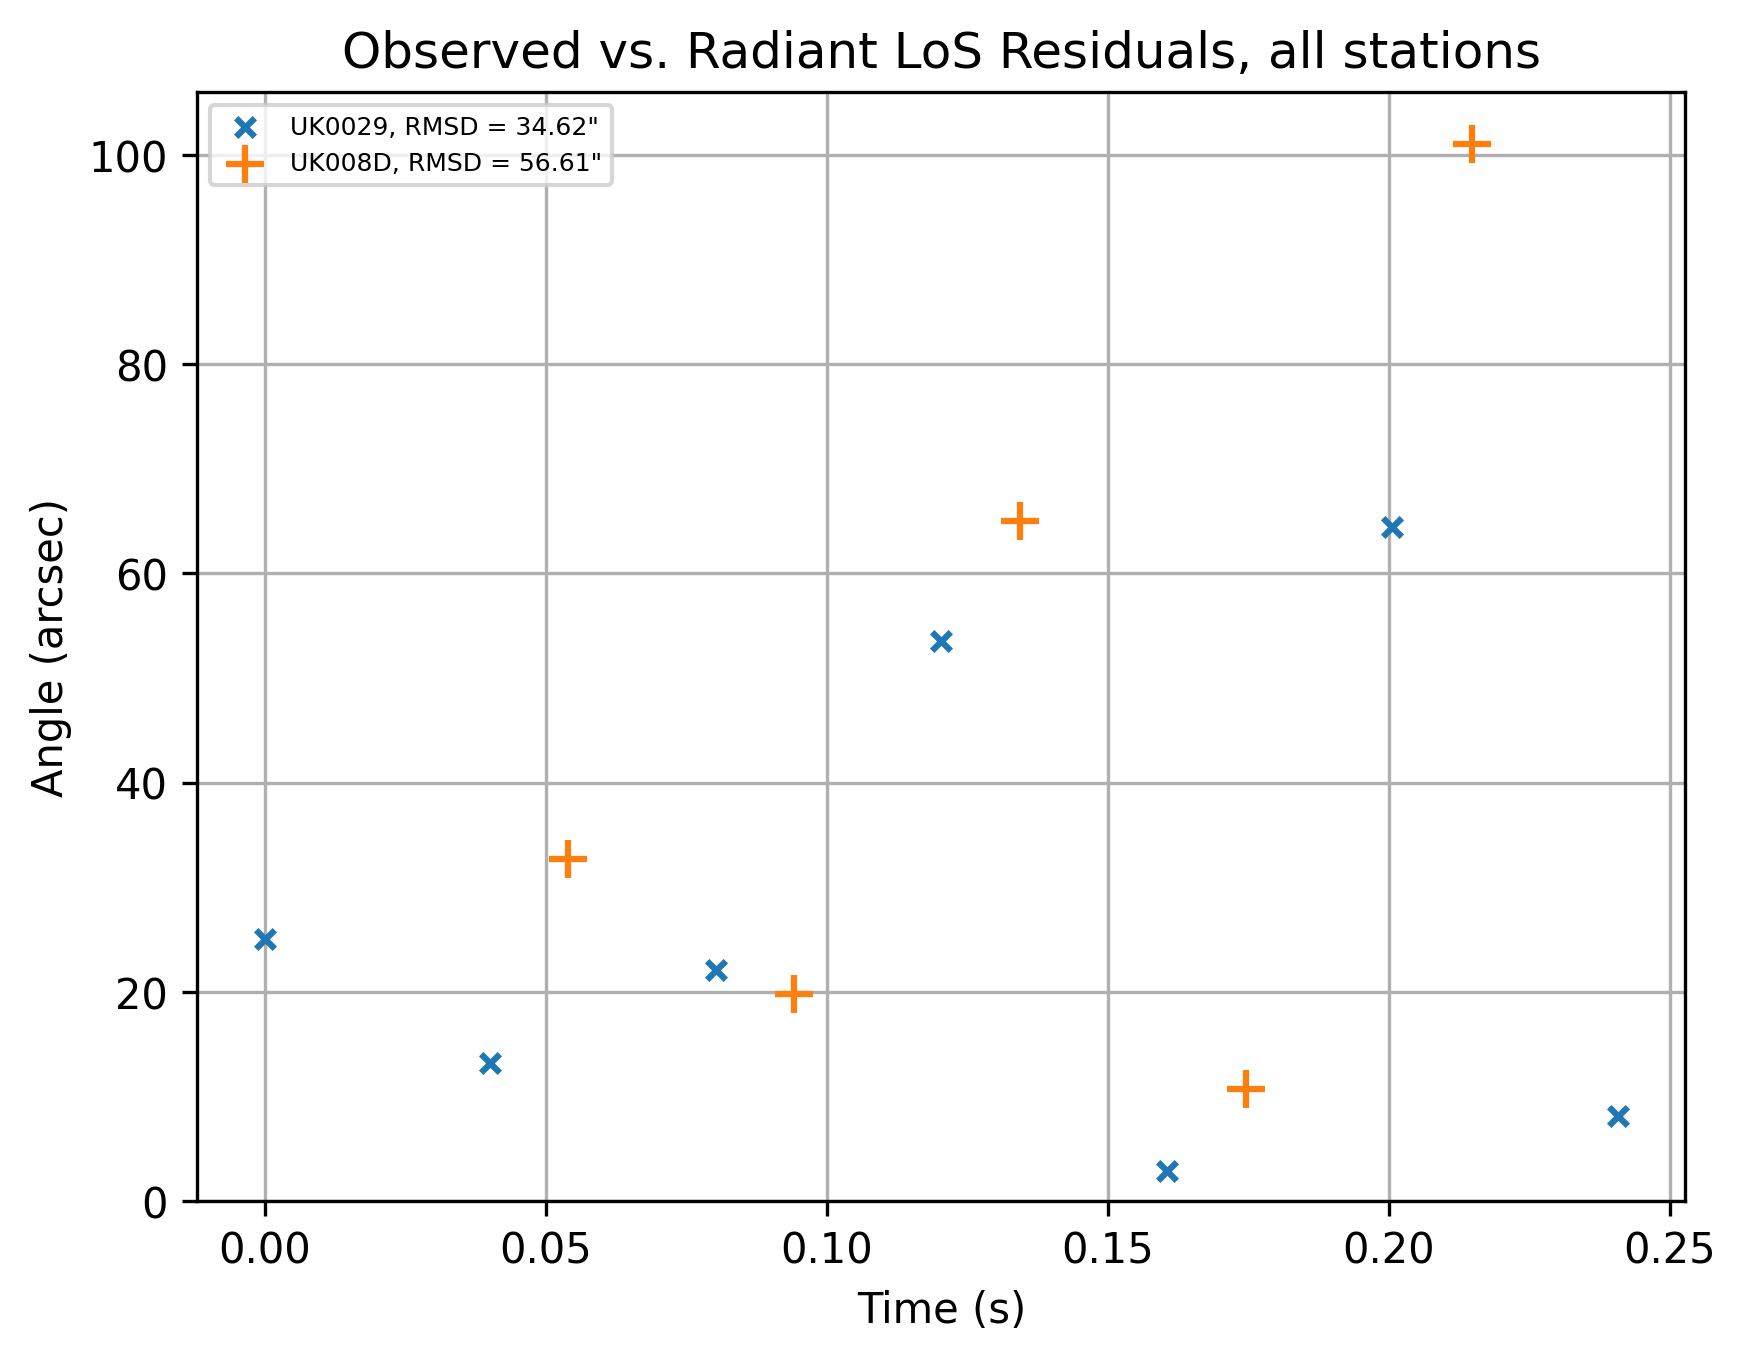 Observed vs. Radiant LoS Residuals, all stations
UK0029, RMSD = 34.62"
UK008D, RMSD = 56.61"
100
80
60
40
20
0
Angle (arcsec)
0.00 0.05 0.10 0.15 0.20 0.25
Time (s)